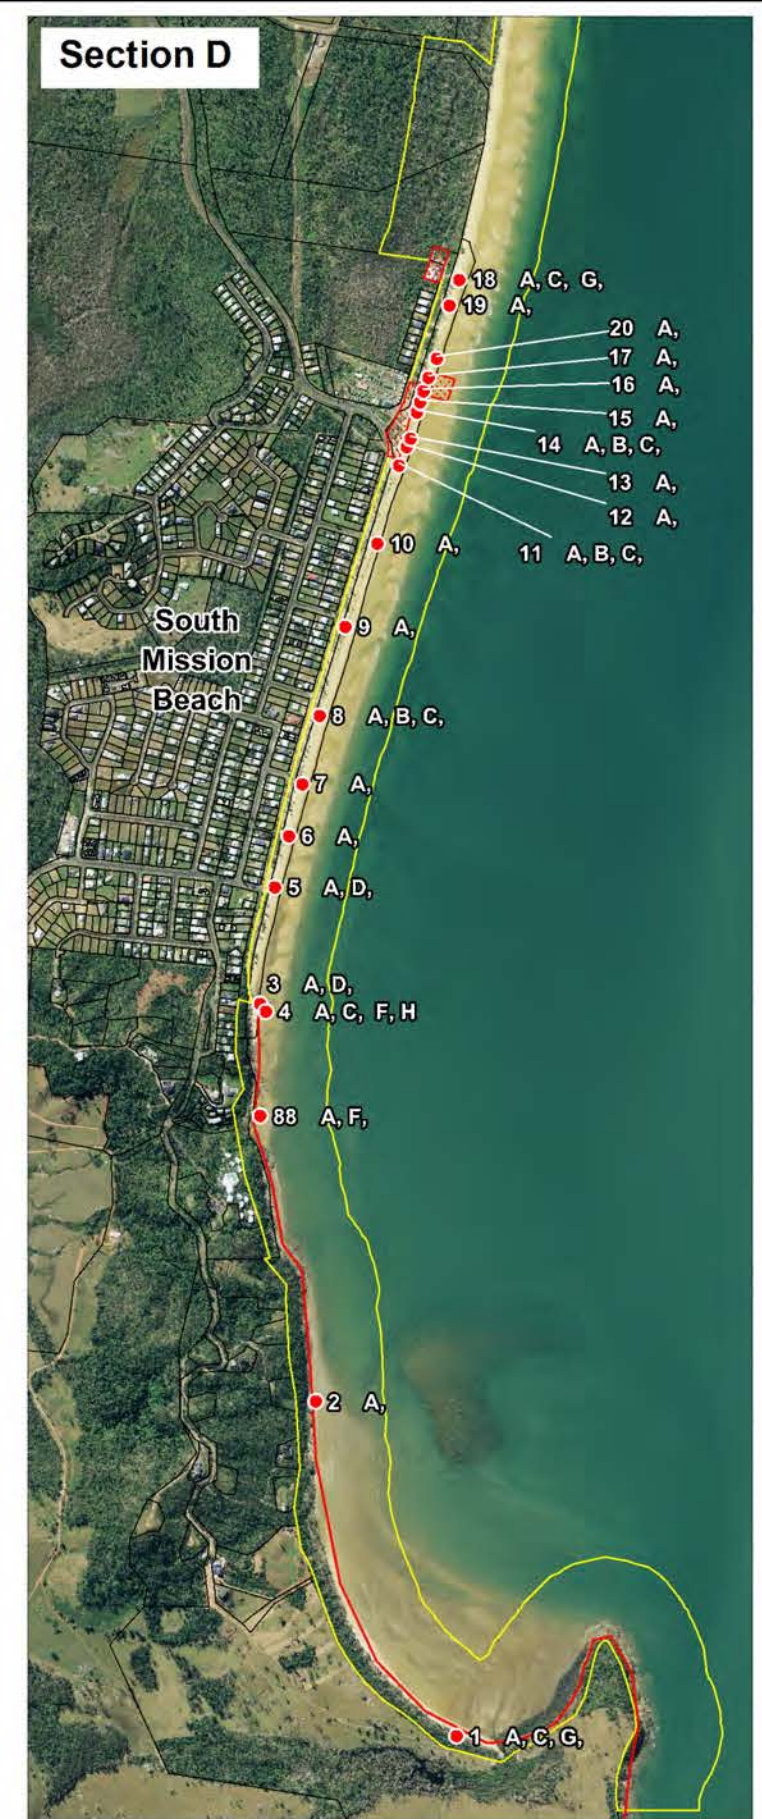 Section D
18 A, C, G,
19 A,
20 A,
17 A,
16 A,
15 A,
14 A, B, C,
13 A,
12 A,
10 A,
11 A, B, C,
9 A,
South
Mission
Beach
8 A, B, C,
7 A,
6 A,
5 A, D,
3 A, D,
4 A, C, F, H
88 A, F,
2 A,
1 A, C, G,